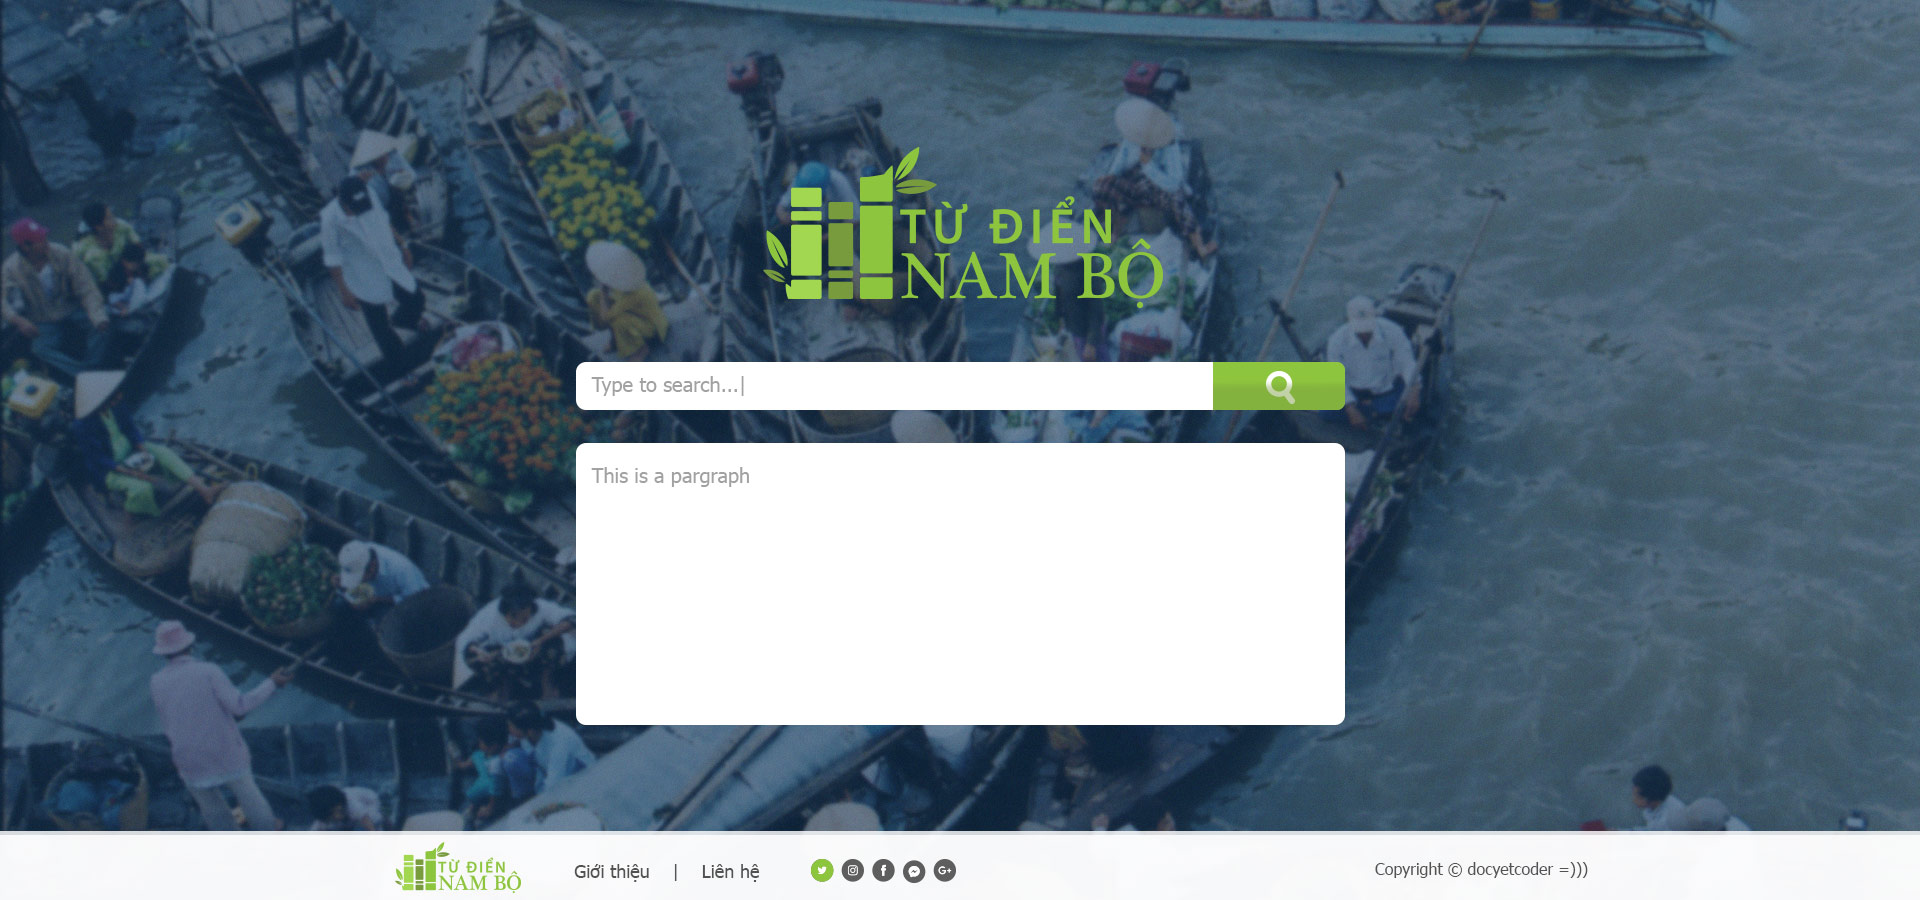 TỪ ĐIỂN
NAM BỘ
Type to search...|
This is a pargraph
TỪ ĐIỂN
NAM BỘ
Giới thiệu | Liên hệ
Copyright © docyetcoder =)))